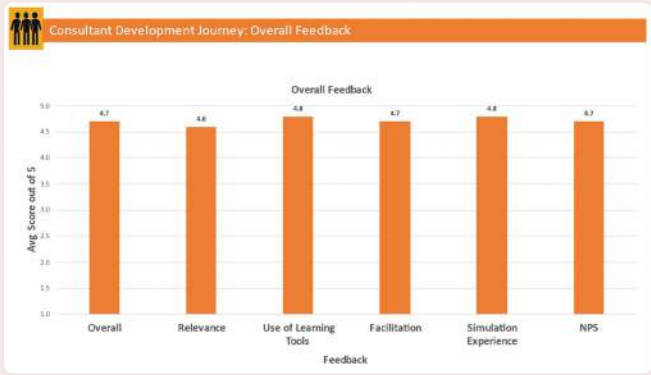 Consultant Development Journey: Overall Feedback
Overall Feedback
Avg Score out of 5
5.0
4.5
4.0
3.5
3.0
2.5
2.0
1.5
1.0
4.7
4.6
4.8
4.7
4.8
4.7
Overall
Relevance
Use of Learning
Tools
Facilitation
Simulation
Experience
NPS
Feedback